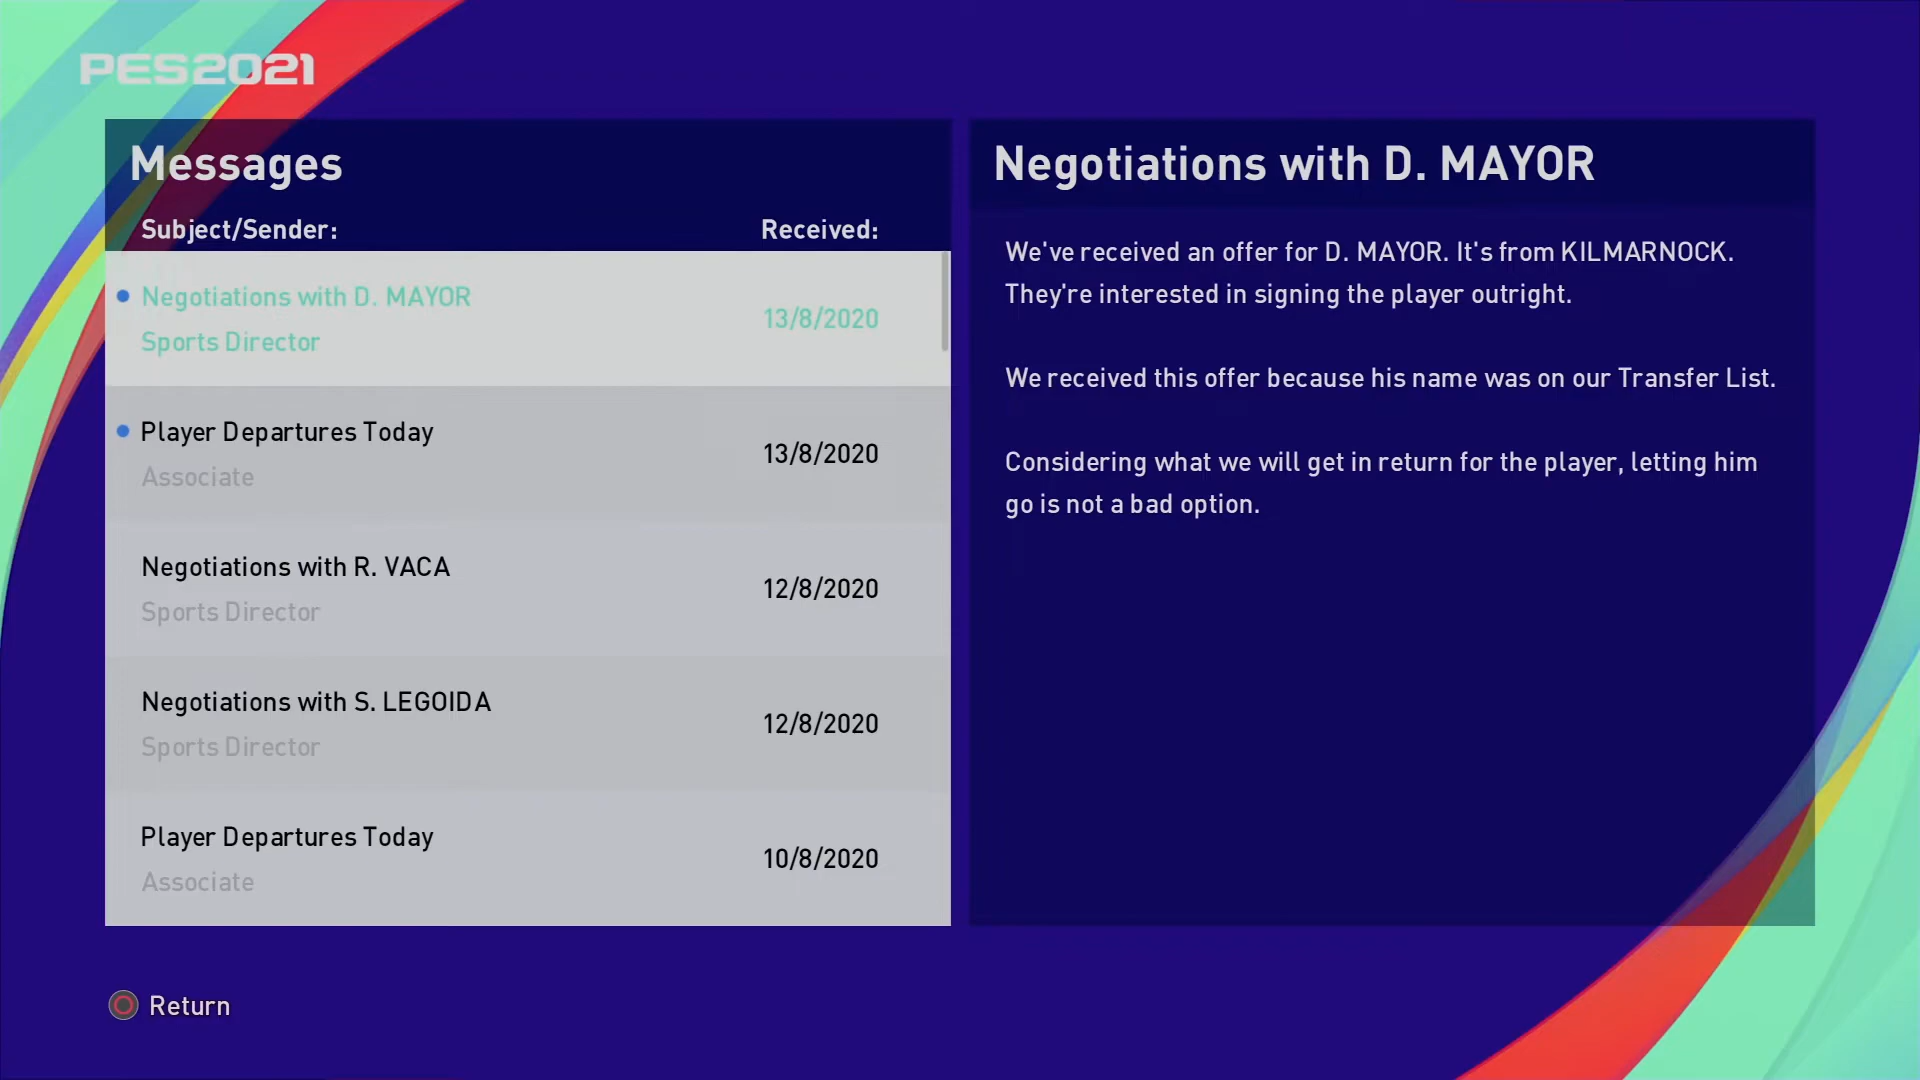 PES2021
Messages
Subject/Sender: Received:
Negotiations with D. MAYOR
Sports Director
13/8/2020
Player Departures Today
Associate
13/8/2020
Negotiations with R. VACA
Sports Director
12/8/2020
Negotiations with S. LEGOIDA
Sports Director
12/8/2020
Player Departures Today
Associate
10/8/2020
Negotiations with D. MAYOR
We've received an offer for D. MAYOR. It's from KILMARNOCK.
They're interested in signing the player outright.
We received this offer because his name was on our Transfer List.
Considering what we will get in return for the player, letting him
go is not a bad option.
Return